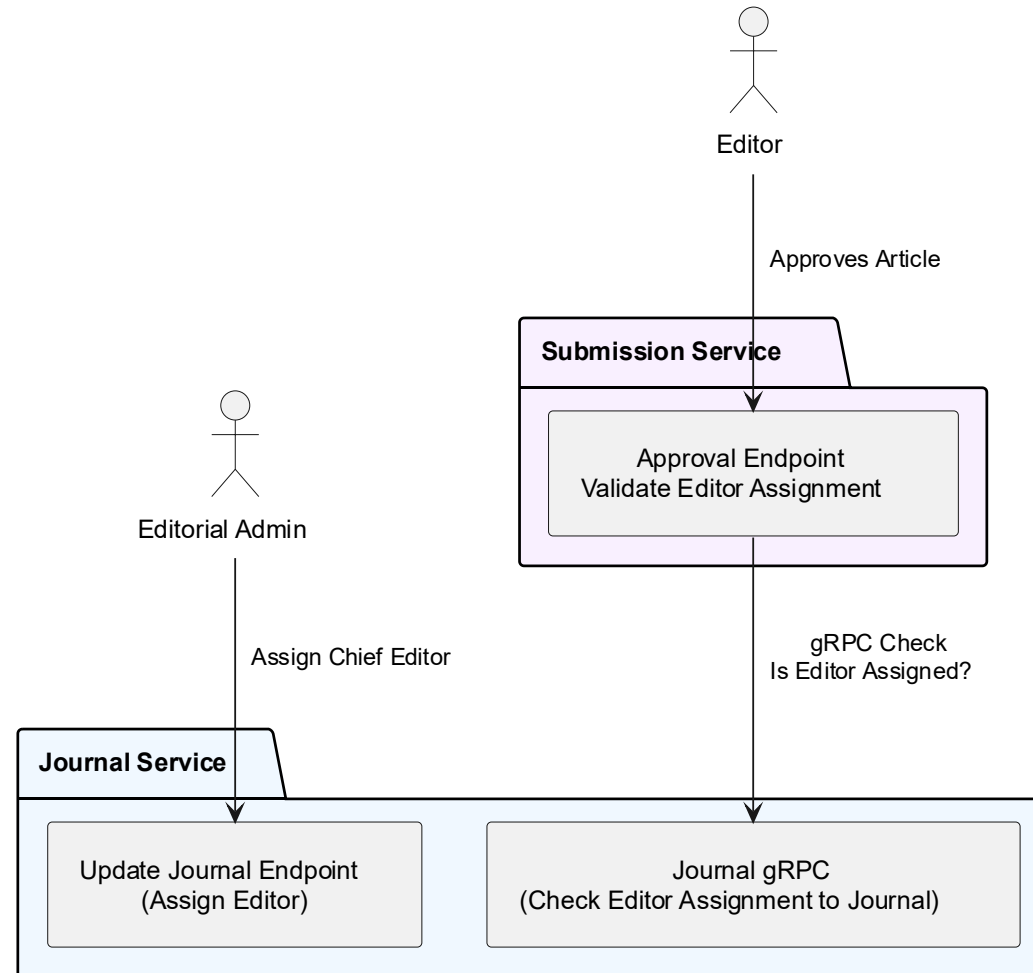 Editor
Approves Article
Submission Service
Approval Endpoint
Validate Editor Assignment
Editorial Admin
gRPC Check
Is Editor Assigned?
Assign Chief Editor
Journal Service
Update Journal Endpoint
(Assign Editor)
Journal gRPC
(Check Editor Assignment to Journal)